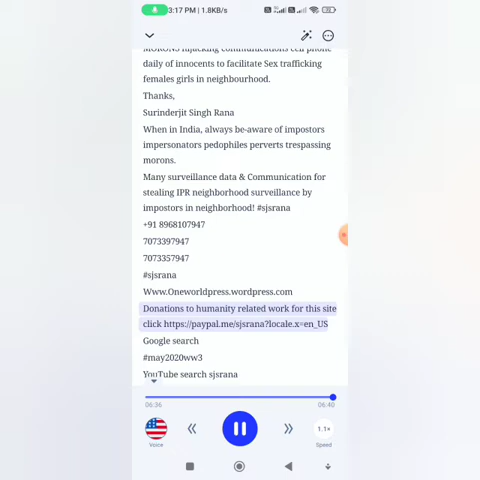 3:17 PM | 1.8KB/s
MORONS hijacking communications cell phone
daily of innocents to facilitate Sex trafficking
females girls in neighbourhood.
Thanks,
Surinderjit Singh Rana
When in India, always be-aware of impostors
impersonators pedophiles perverts trespassing
morons.
Many surveillance data & Communication for
stealing IPR neighborhood surveillance by
impostors in neighborhood! #sjsrana
+91 8968107947
7073397947
7073357947
#sjsrana
Www.Oneworldpress.wordpress.com
Donations to humanity related work for this site
click https://paypal.me/sjsrana?locale.x=en_US
Google search
#may2020ww3
YouTube search sjsrana
06:36
06:40
1.1×
Voice
Speed